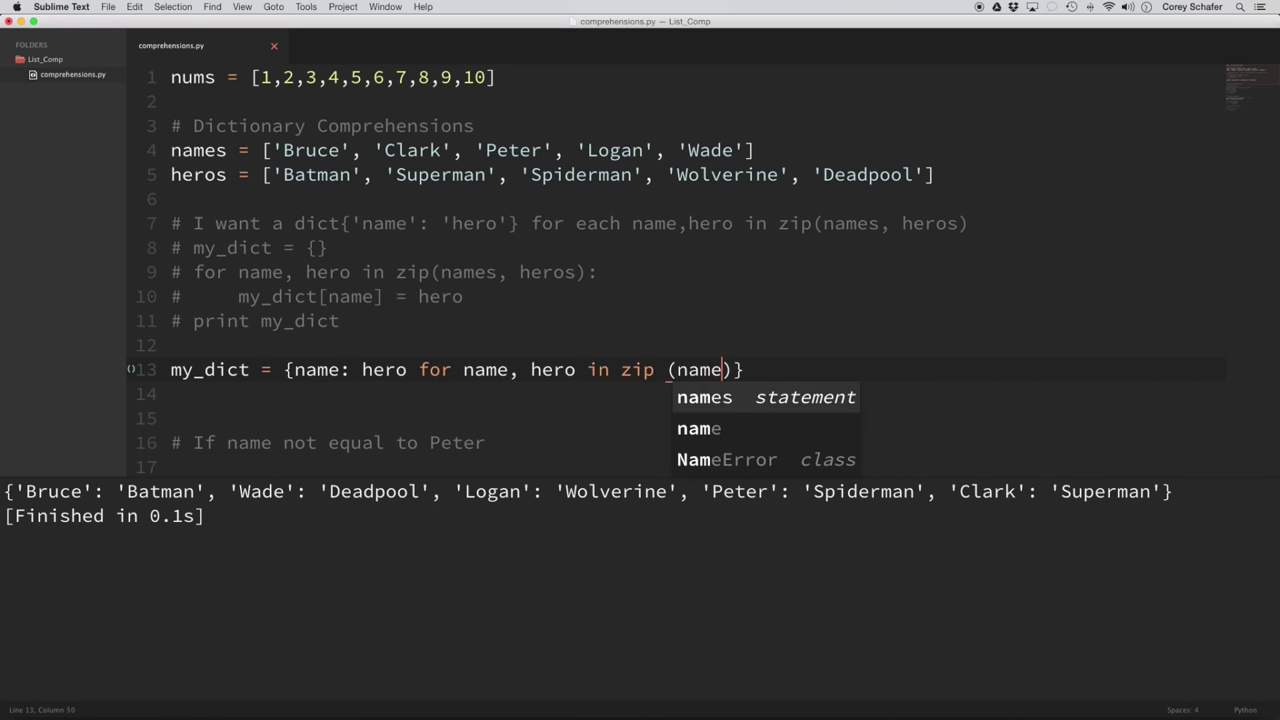 Sublime Text File Edit Selection Find View Goto Tools Project Window Help Corey Schafer
comprehensions.py — List_Comp
FOLDERS
List_Comp
comprehensions.py
comprehensions.py
1 nums = [1,2,3,4,5,6,7,8,9,10]
2
3 # Dictionary Comprehensions
4 names = ['Bruce', 'Clark', 'Peter', 'Logan', 'Wade']
5 heros = ['Batman', 'Superman', 'Spiderman', 'Wolverine', 'Deadpool']
6
7 # I want a dict{'name': 'hero'} for each name,hero in zip(names, heros)
8 # my_dict = {}
9 # for name, hero in zip(names, heros):
10 #     my_dict[name] = hero
11 # print my_dict
12
13 my_dict = {name: hero for name, hero in zip (name)}
names statement
14
name
15
16 # If name not equal to Peter
NameError class
17
{'Bruce': 'Batman', 'Wade': 'Deadpool', 'Logan': 'Wolverine', 'Peter': 'Spiderman', 'Clark': 'Superman'}
[Finished in 0.1s]
Line 13, Column 50 Spaces: 4 Python